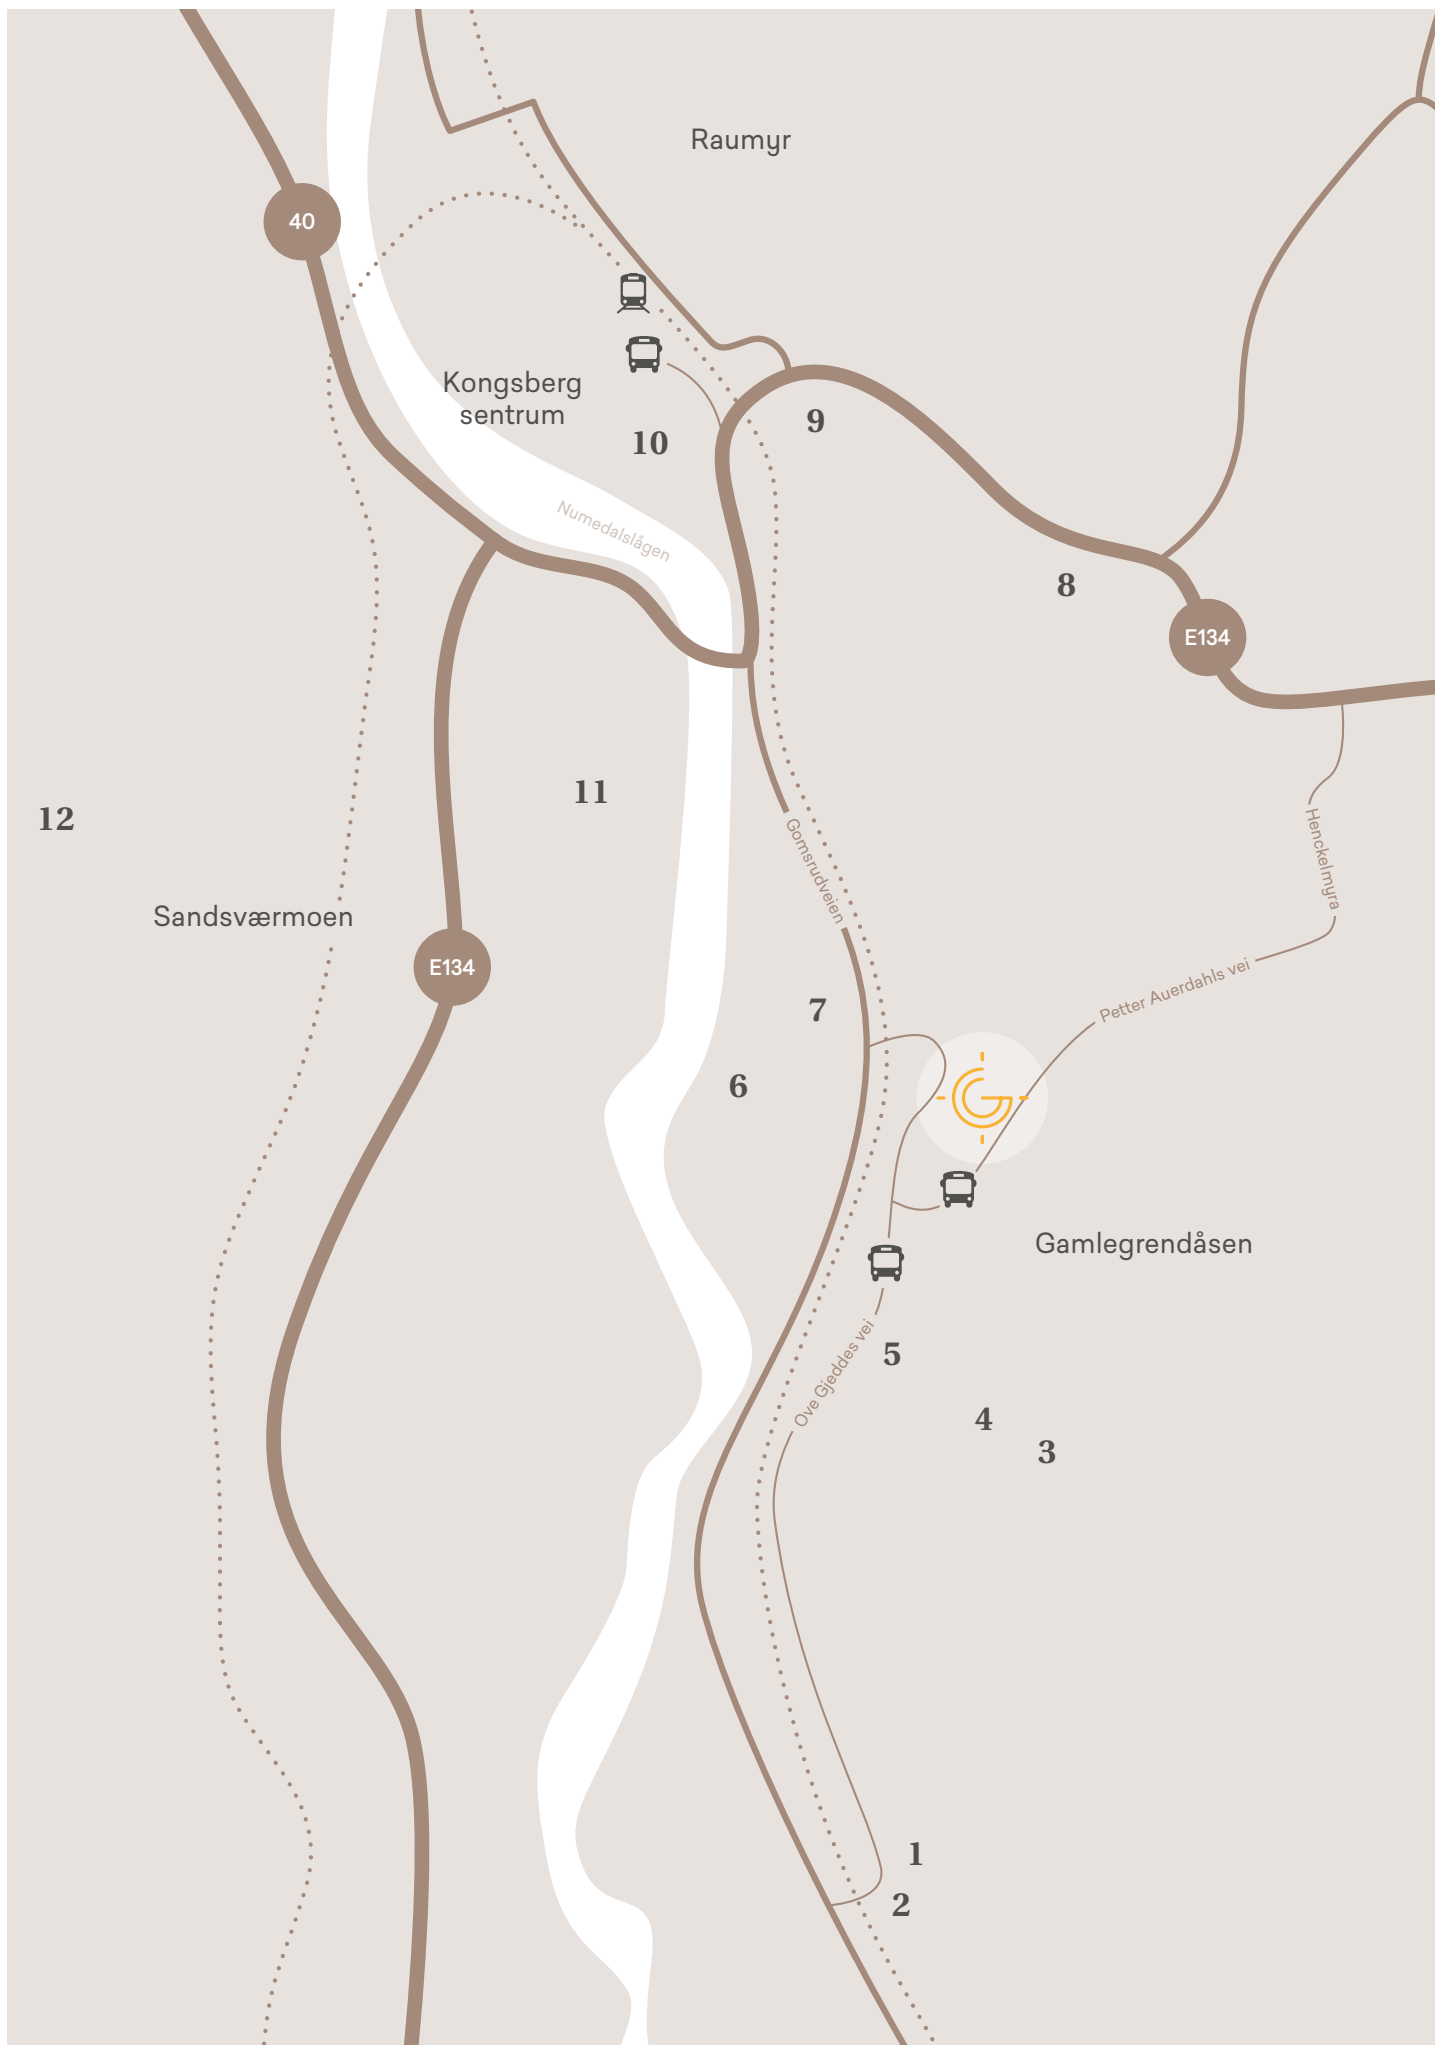 Raumyr
40
Kongsberg
sentrum
9
10
Numedalslågen
8
E134
11
12
Gomsrudveien
Henckelmyra
Sandsværmoen
E134
Petter Auerdahls vei
7
6
Gamlegrendåsen
Ove Gjeddes vei
5
4
3
1
2